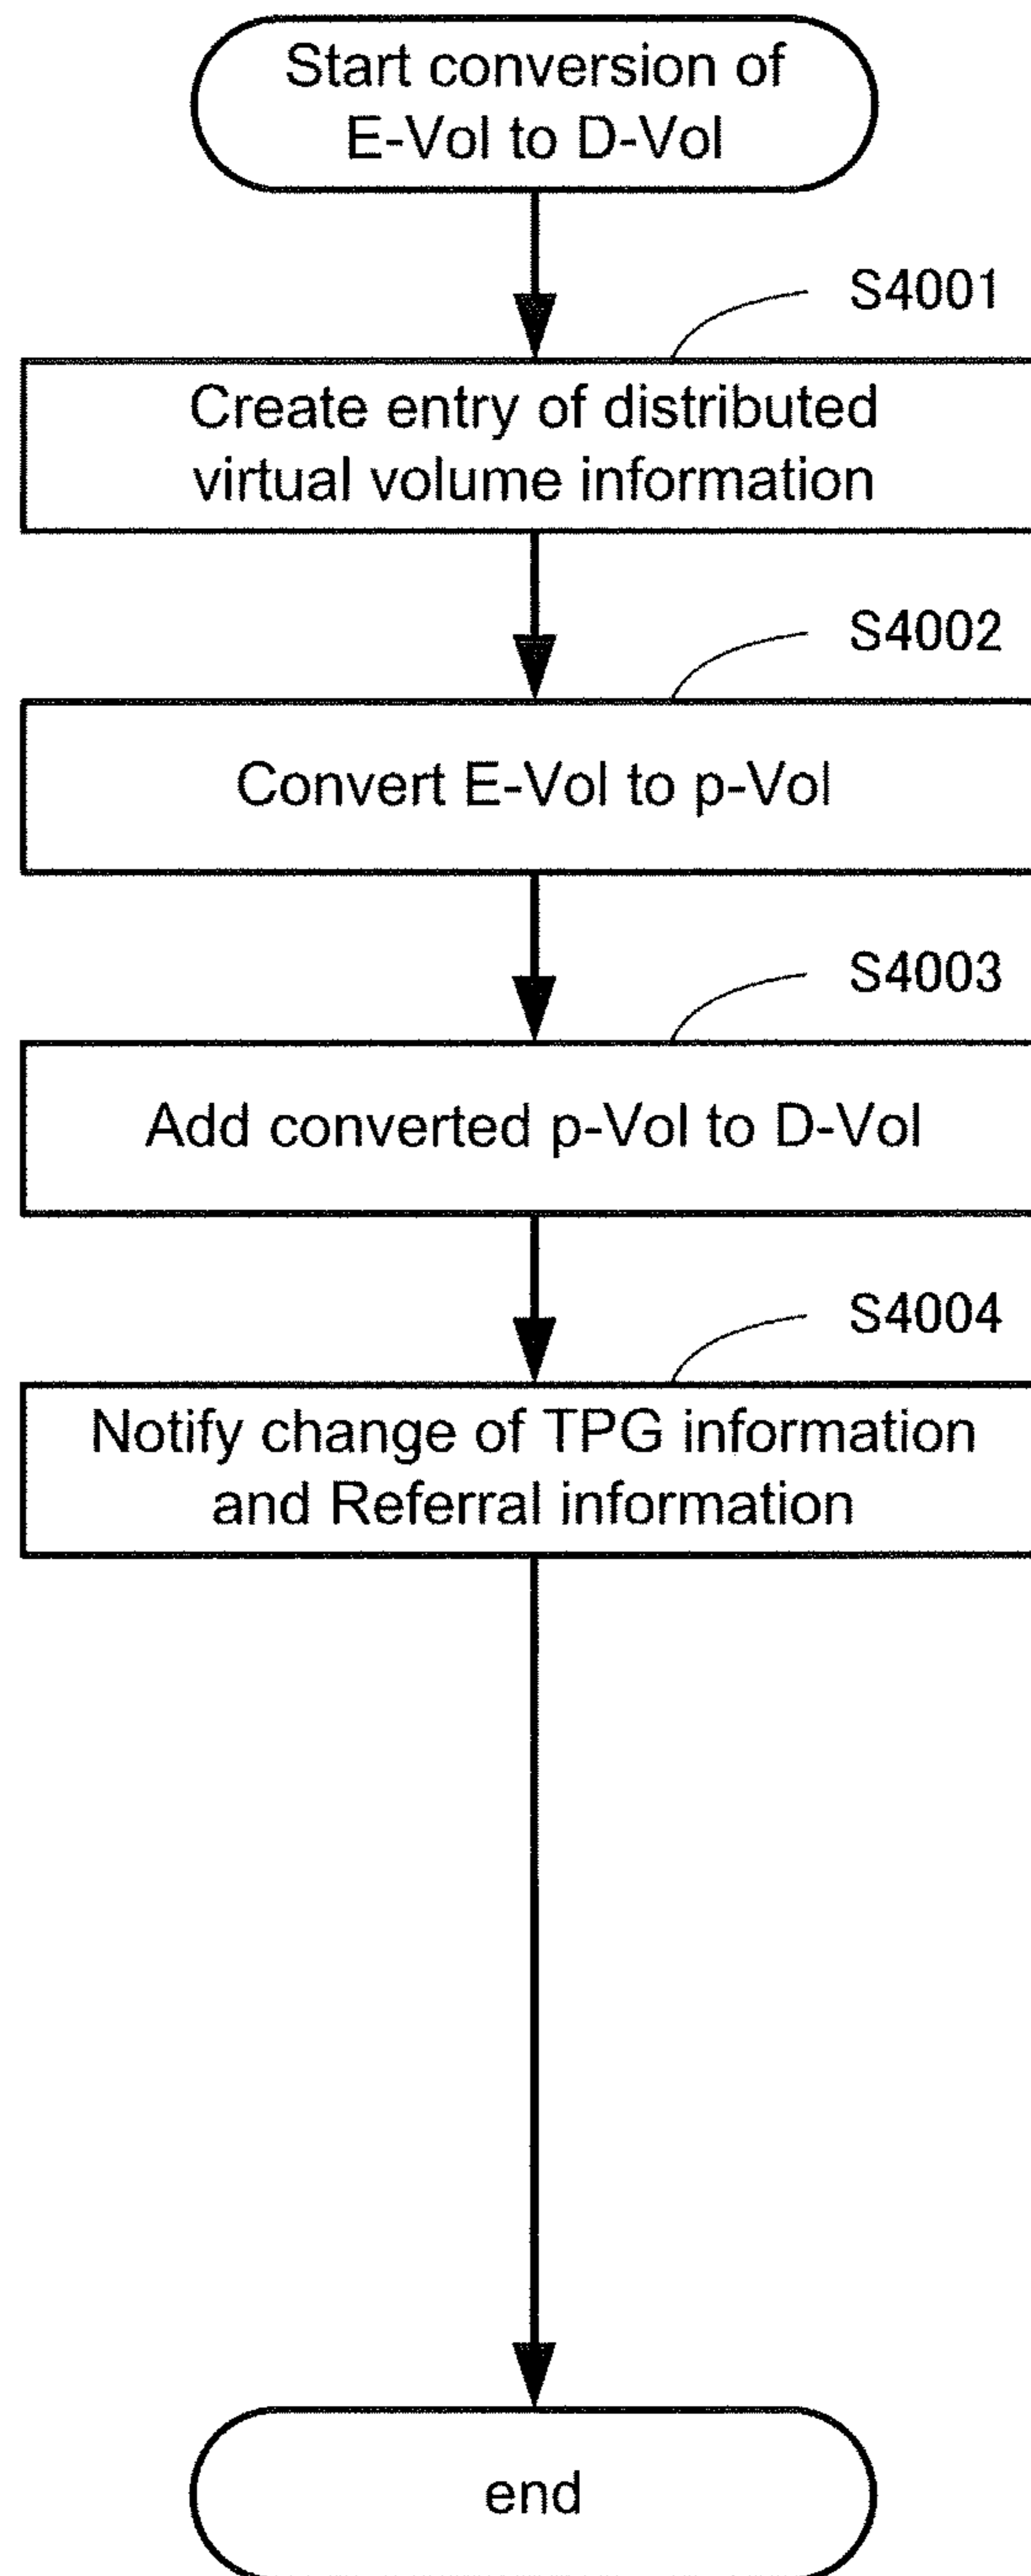 Start conversion of
E-Vol to D-Vol
S4001
Create entry of distributed
virtual volume information
S4002
Convert E-Vol to p-Vol
S4003
Add converted p-Vol to D-Vol
S4004
Notify change of TPG information
and Referral information
end